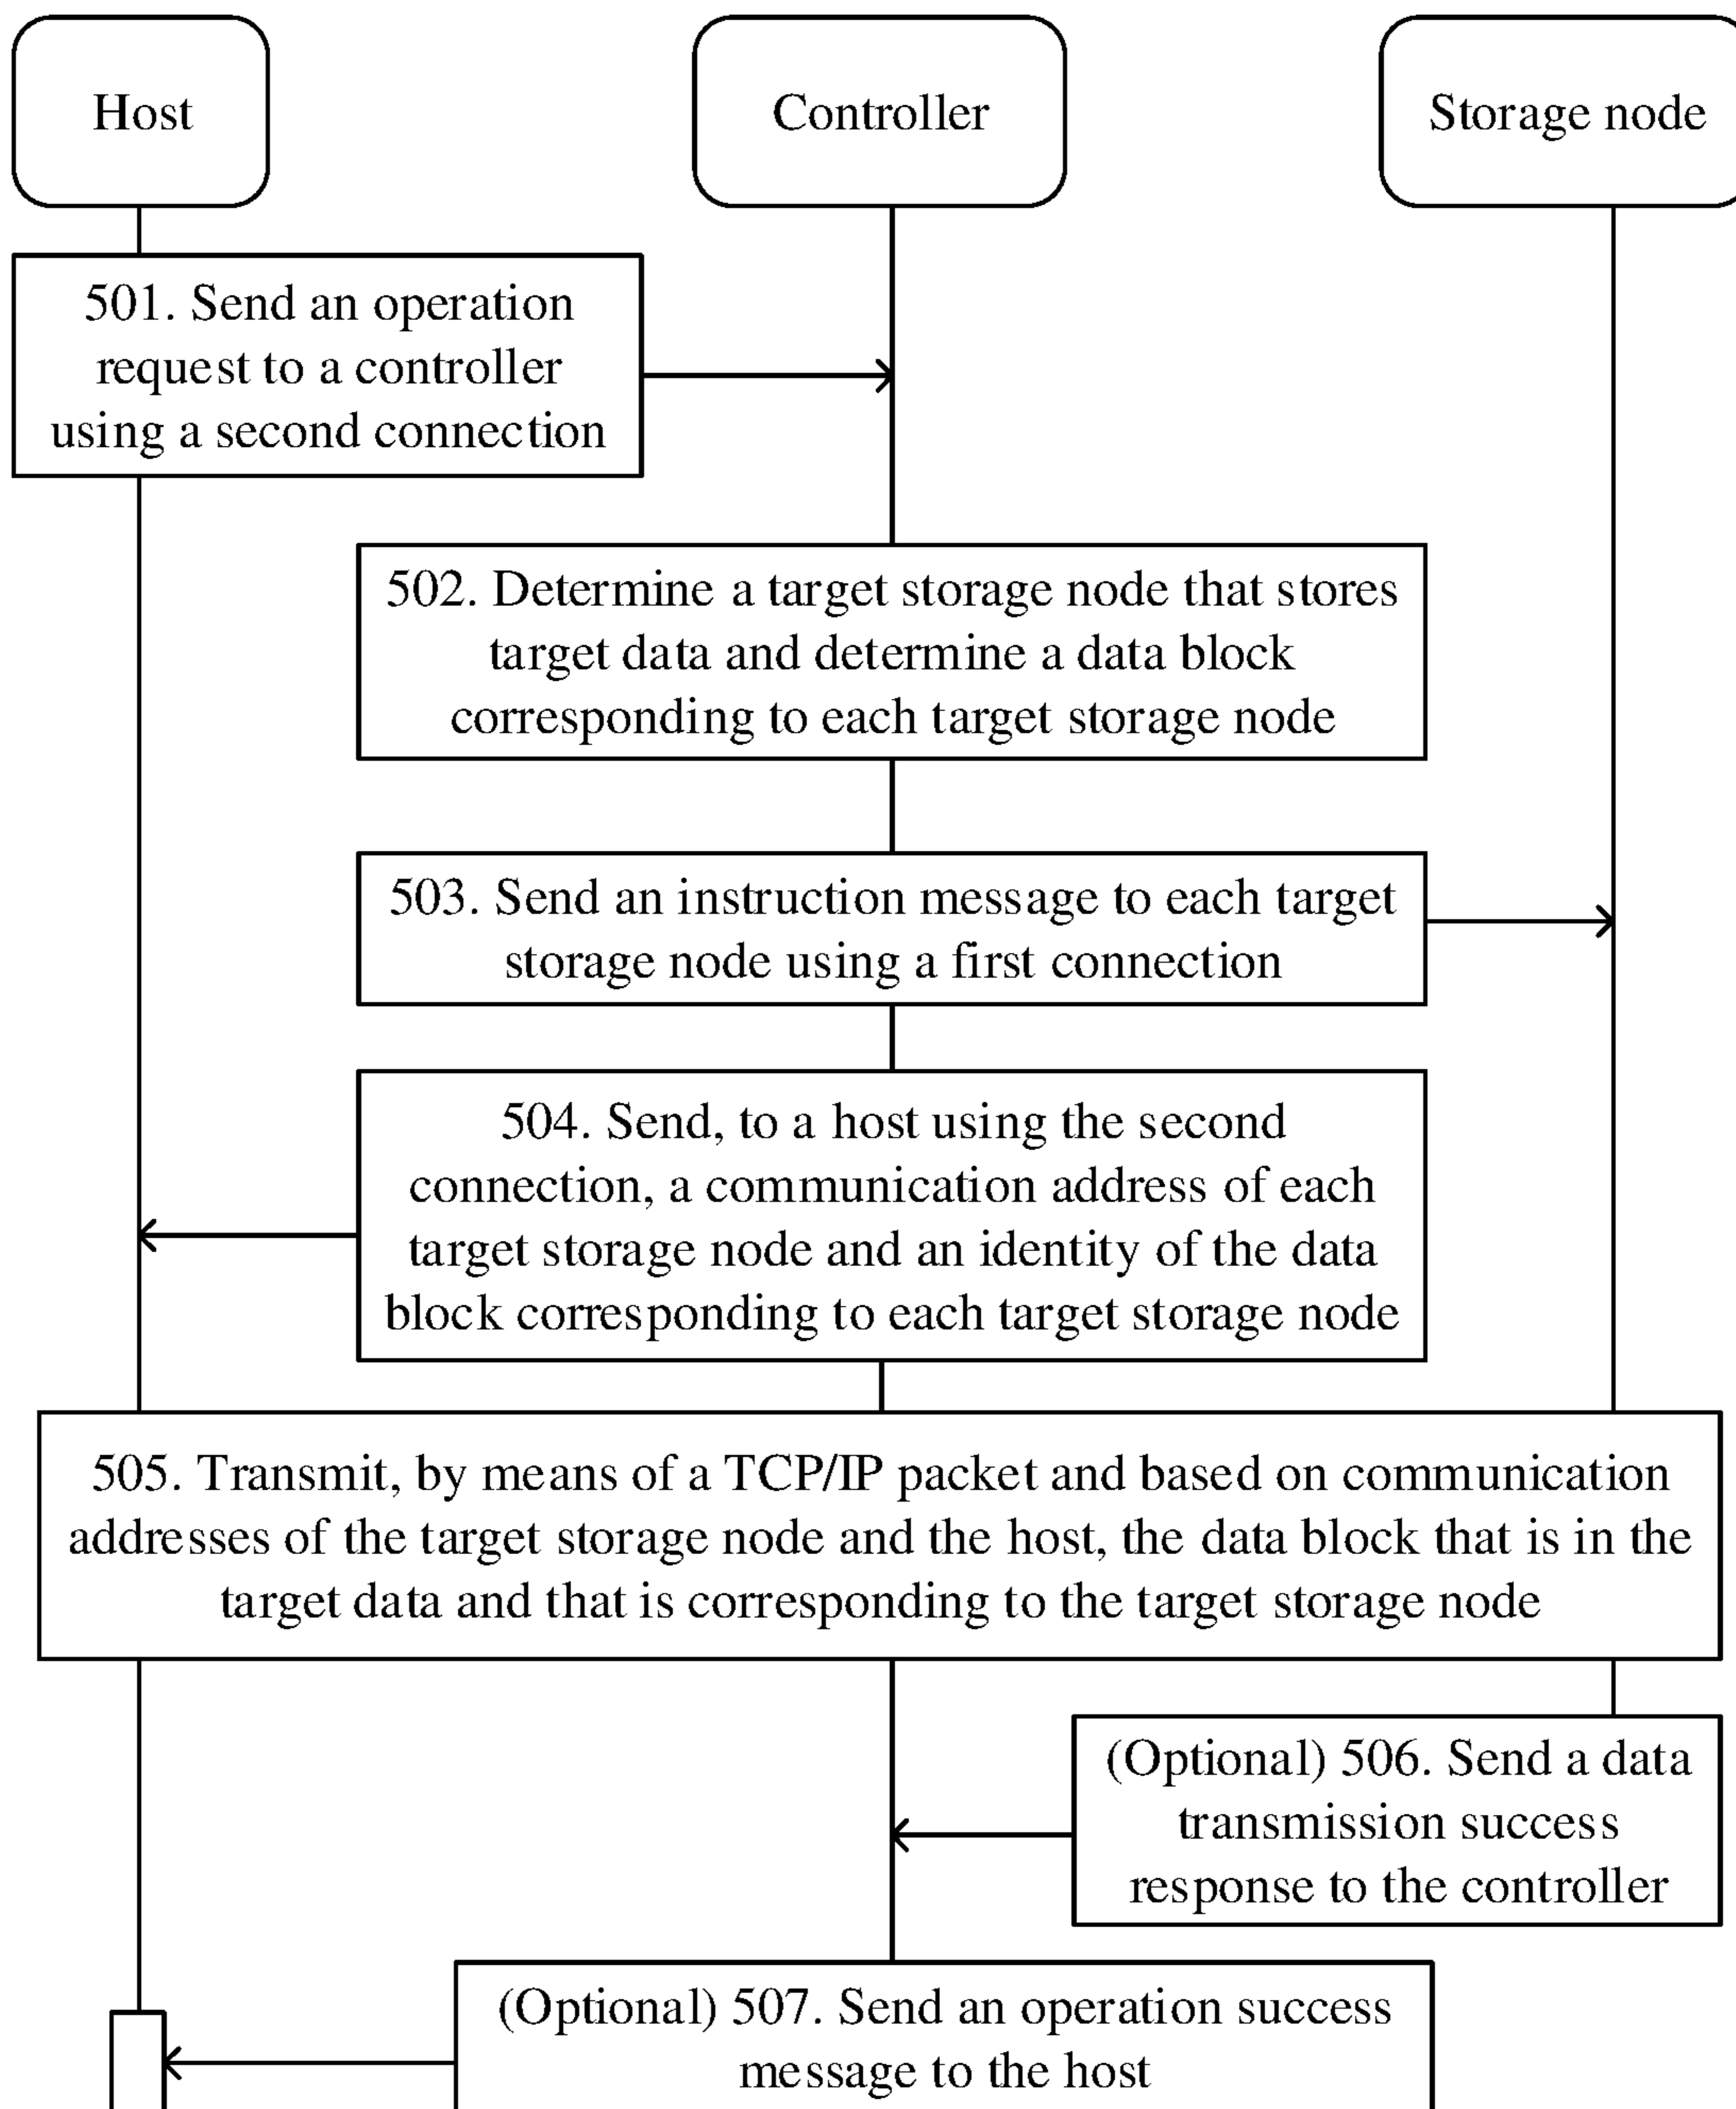 Host
Controller
Storage node
501. Send an operation
request to a controller
using a second connection
502. Determine a target storage node that stores
target data and determine a data block
corresponding to each target storage node
503. Send an instruction message to each target
storage node using a first connection
504. Send, to a host using the second
connection, a communication address of each
target storage node and an identity of the data
block corresponding to each target storage node
505. Transmit, by means of a TCP/IP packet and based on communication
addresses of the target storage node and the host, the data block that is in the
target data and that is corresponding to the target storage node
(Optional) 506. Send a data
transmission success
response to the controller
(Optional) 507. Send an operation success
message to the host